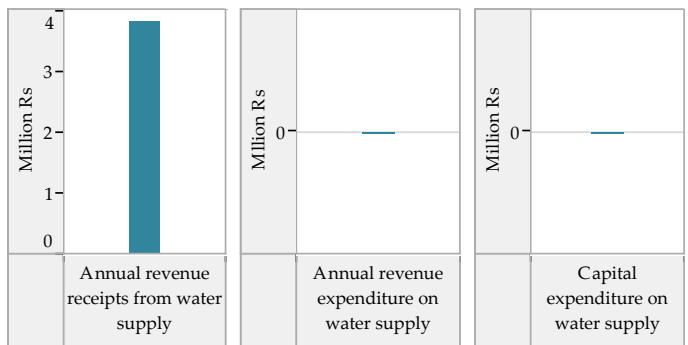 Million Rs
4
3
2
1
0
Annual revenue
receipts from water
supply
Mllion Rs
0
Annual revenue
expenditure on
water supply
Million Rs
0
Capital
expenditure on
water supply